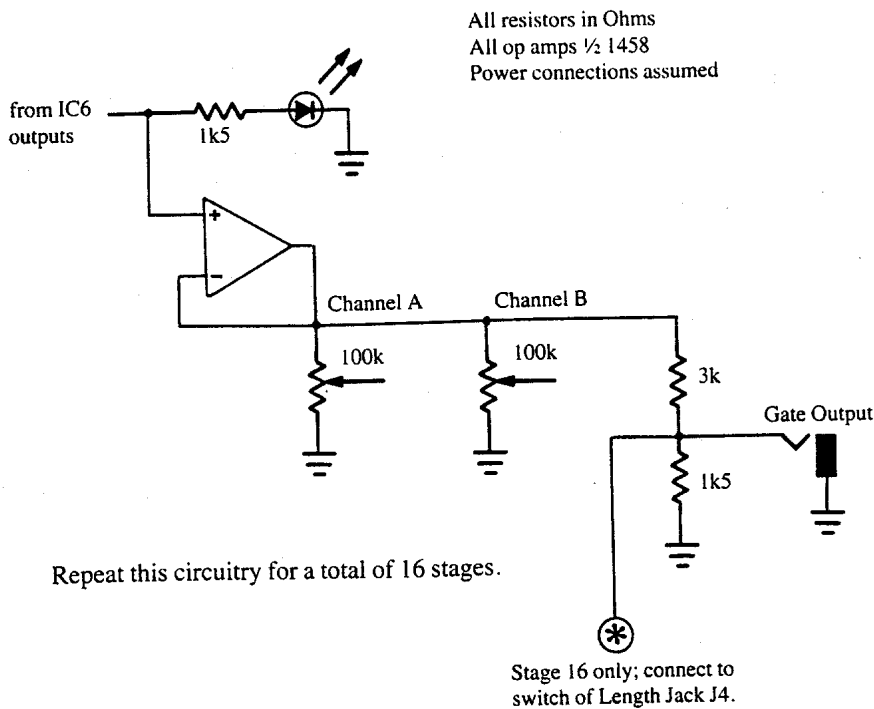 All resistors in Ohms
All op amps ½ 1458
Power connections assumed
from IC6
outputs
1k5
+
−
Channel A
Channel B
100k
100k
3k
Gate Output
1k5
Repeat this circuitry for a total of 16 stages.
*
Stage 16 only; connect to
switch of Length Jack J4.